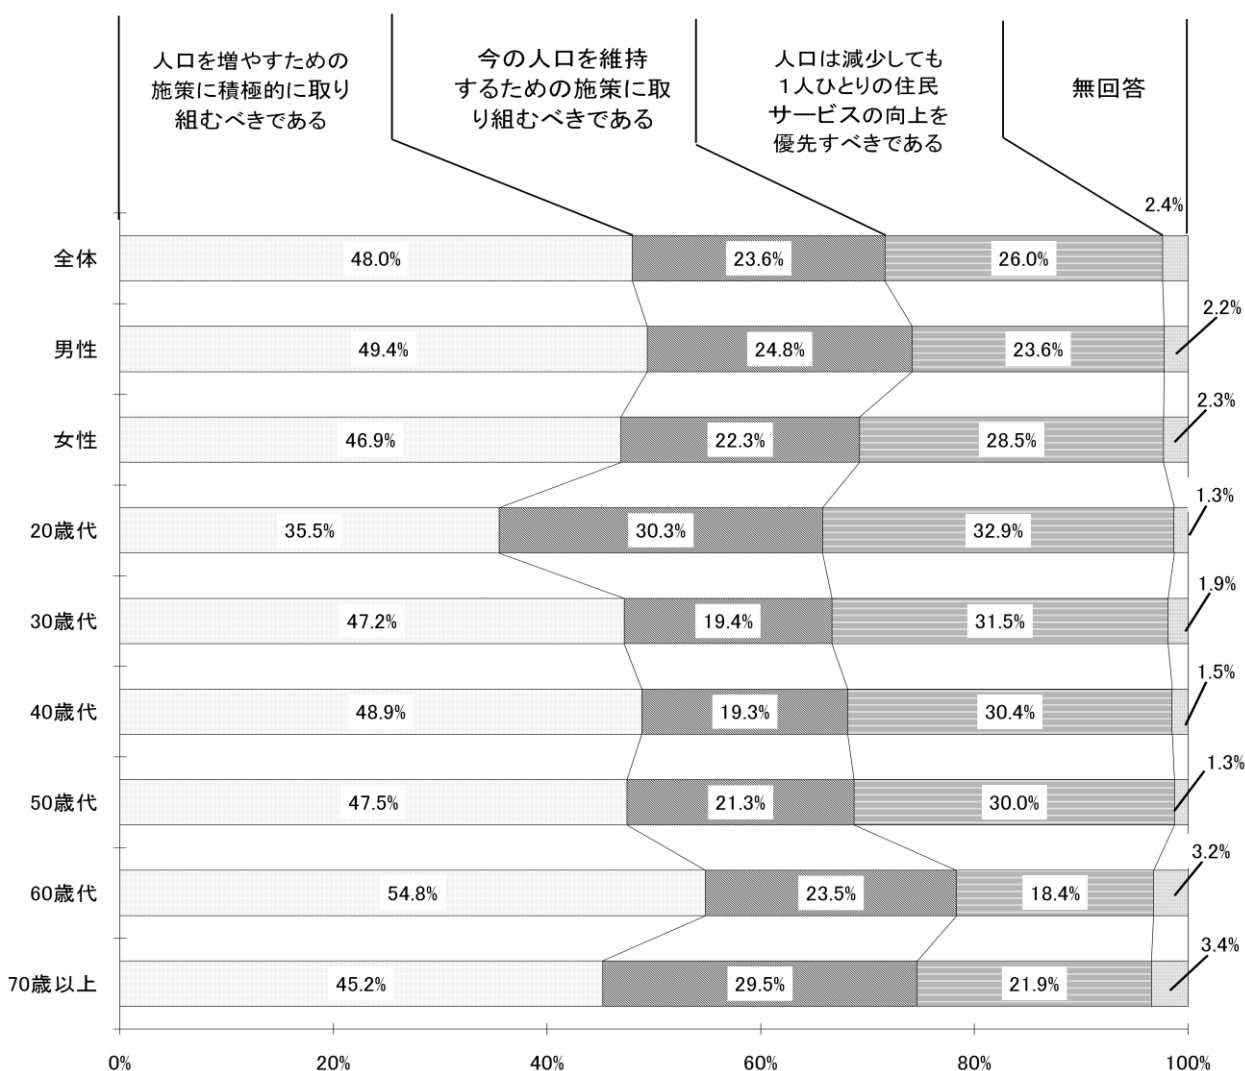 人口を増やすための
施策に積極的に取り
組むべきである
今の人口を維持
するための施策に取
り組むべきである
人口は減少しても
1人ひとりの住民
サービスの向上を
優先すべきである
無回答
2.4%
全体 48.0% 23.6% 26.0%
2.2%
男性 49.4% 24.8% 23.6%
2.3%
女性 46.9% 22.3% 28.5%
1.3%
20歳代 35.5% 30.3% 32.9%
1.9%
30歳代 47.2% 19.4% 31.5%
1.5%
40歳代 48.9% 19.3% 30.4%
1.3%
50歳代 47.5% 21.3% 30.0%
3.2%
60歳代 54.8% 23.5% 18.4%
3.4%
70歳以上 45.2% 29.5% 21.9%
0% 20% 40% 60% 80% 100%